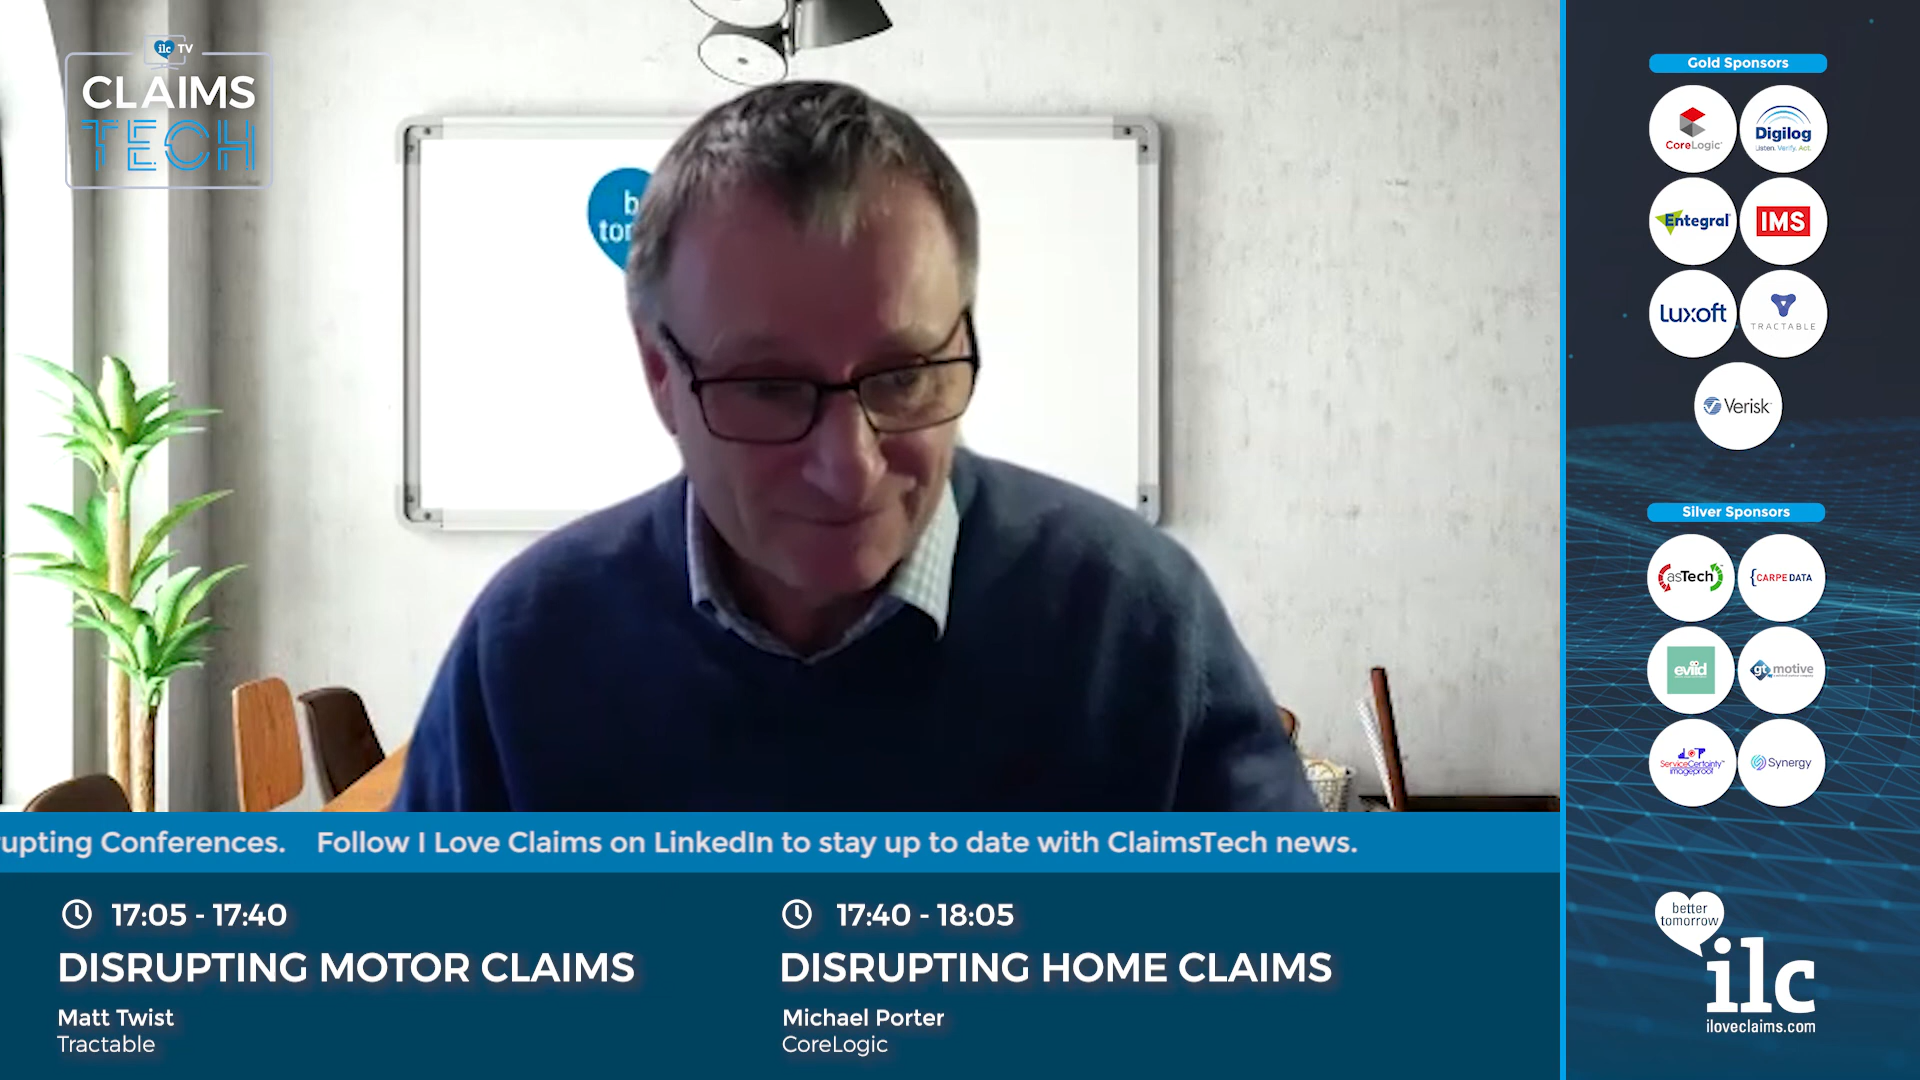 ilc TV
CLAIMS
TECH
b
tor
upting Conferences. Follow I Love Claims on LinkedIn to stay up to date with ClaimsTech news.
17:05 - 17:40
DISRUPTING MOTOR CLAIMS
Matt Twist
Tractable
17:40 - 18:05
DISRUPTING HOME CLAIMS
Michael Porter
CoreLogic
Gold Sponsors
CoreLogic
Digilog
Listen. Verify. Act.
Entegral
IMS
Luxoft
TRACTABLE
Verisk
Silver Sponsors
asTech
CARPE DATA
eviid
gt motive
ServiceCertainty
imageproof
Synergy
better
tomorrow
ilc
iloveclaims.com